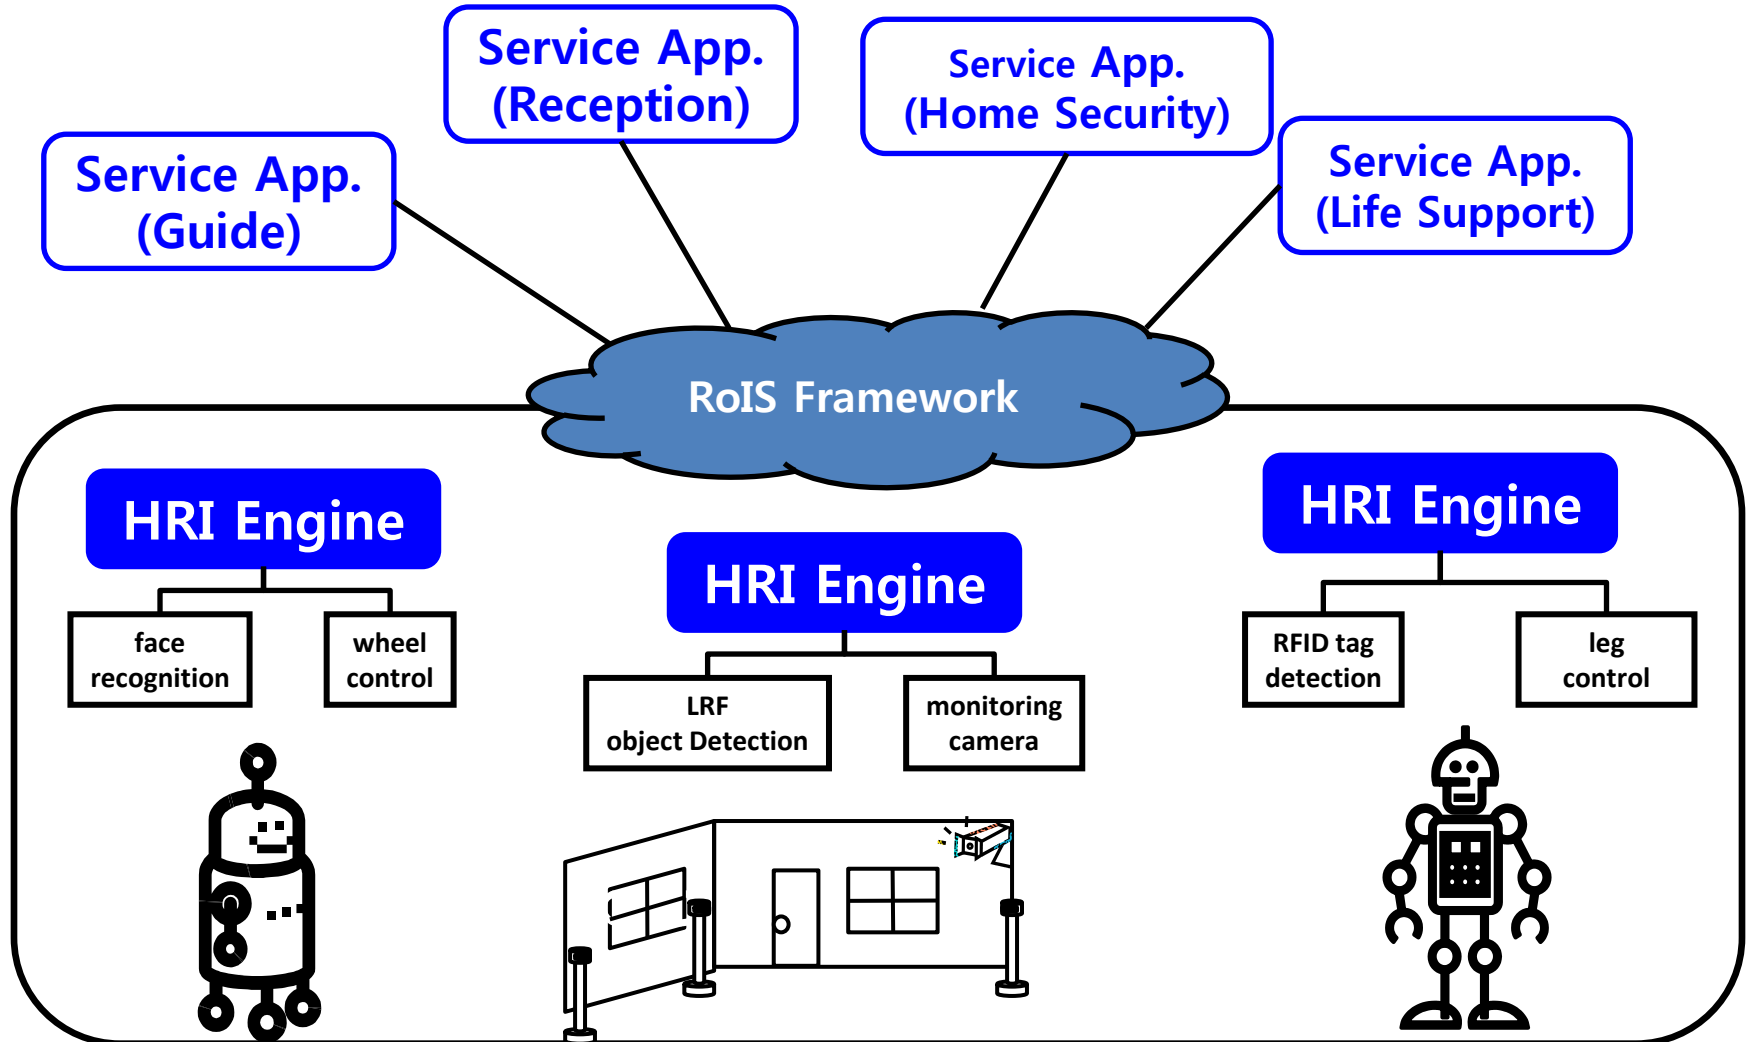 Service App.
(Guide)
Service App.
(Reception)
Service App.
(Home Security)
Service App.
(Life Support)
RoIS Framework
HRI Engine
face
recognition
wheel
control
HRI Engine
LRF
object Detection
monitoring
camera
HRI Engine
RFID tag
detection
leg
control